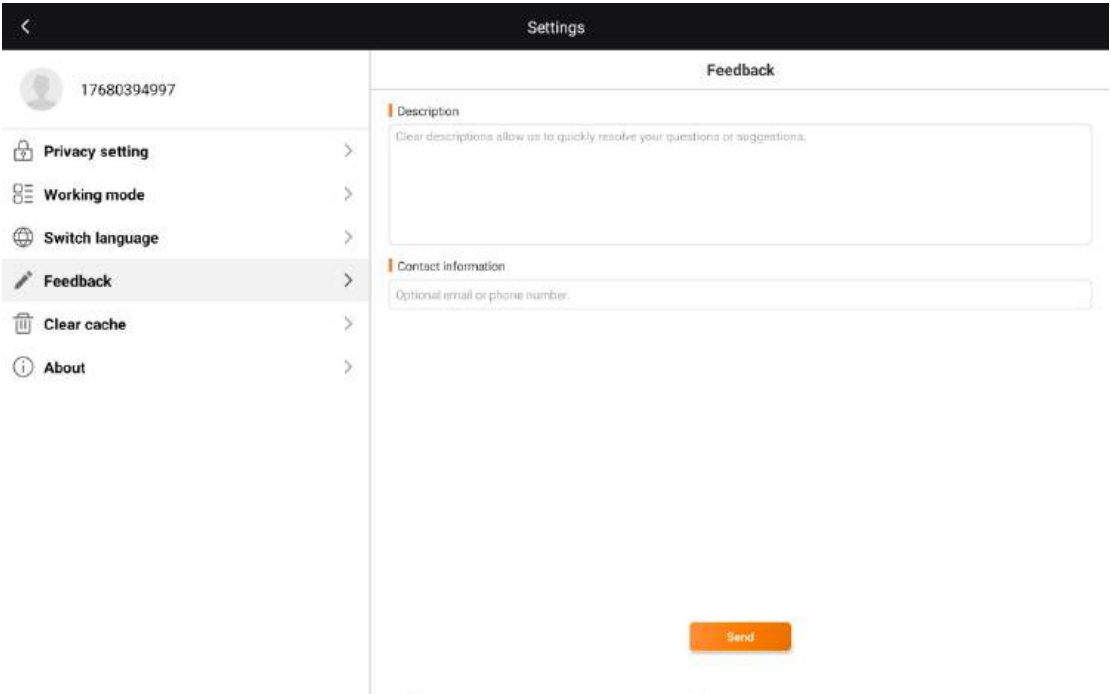 Settings
17680394997
Privacy setting
Working mode
Switch language
Feedback
Clear cache
About
Feedback
Description
Clear descriptions allow us to quickly resolve your questions or suggestions.
Contact information
Optional email or phone number.
Send